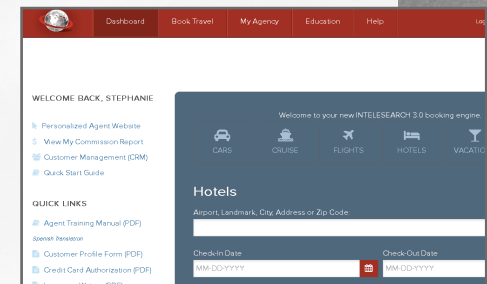 Dashboard
Book Travel
My Agency
Education
Help
WELCOME BACK, STEPHANIE
Personalized Agent Website
View My Commission Report
Customer Management (CRM)
Quick Start Guide
QUICK LINKS
Agent Training Manual (PDF)
Spanish Translation
Customer Profile Form (PDF)
Credit Card Authorization (PDF)
Welcome to your new INTELESEARCH 3.0 booking engine.
CARS
CRUISE
FLIGHTS
HOTELS
Hotels
Airport, Landmark, City, Address or Zip Code:
Check-In Date
Check-Out Date
MM-DD-YYYY
MM-DD-YYYY